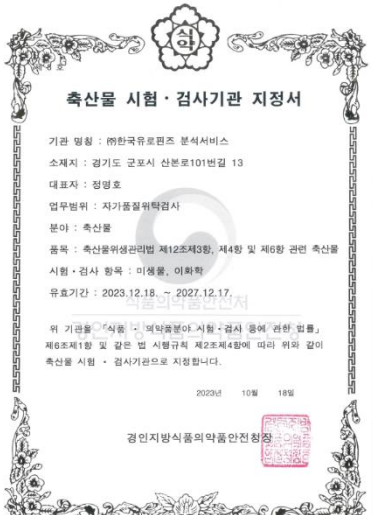 식약
호
축산물 시험·검사기관 지정서
기관 명칭 : ㈜한국유로핀즈 분석서비스
소재지 : 경기도 군포시 산본로101번길 13
대표자 : 정명호
업무범위 : 자가품질위탁검사
분야 : 축산물
품목 : 축산물위생관리법 제12조제3항, 제4항 및 제6항 관련 축산물
시험·검사 항목 : 미생물, 이화학
유효기간 : 2023.12.18. ~ 2027.12.17.
식품의약품안전처
위 기관을 「식품 · 의약품분야 시험·검사 등에 관한 법률」
제6조제1항 및 같은 법 시행규칙 제2조제4항에 따라 위와 같이
축산물 시험 · 검사기관으로 지정합니다.
2023년 10월 18일
경인지방식품의약품안전청장